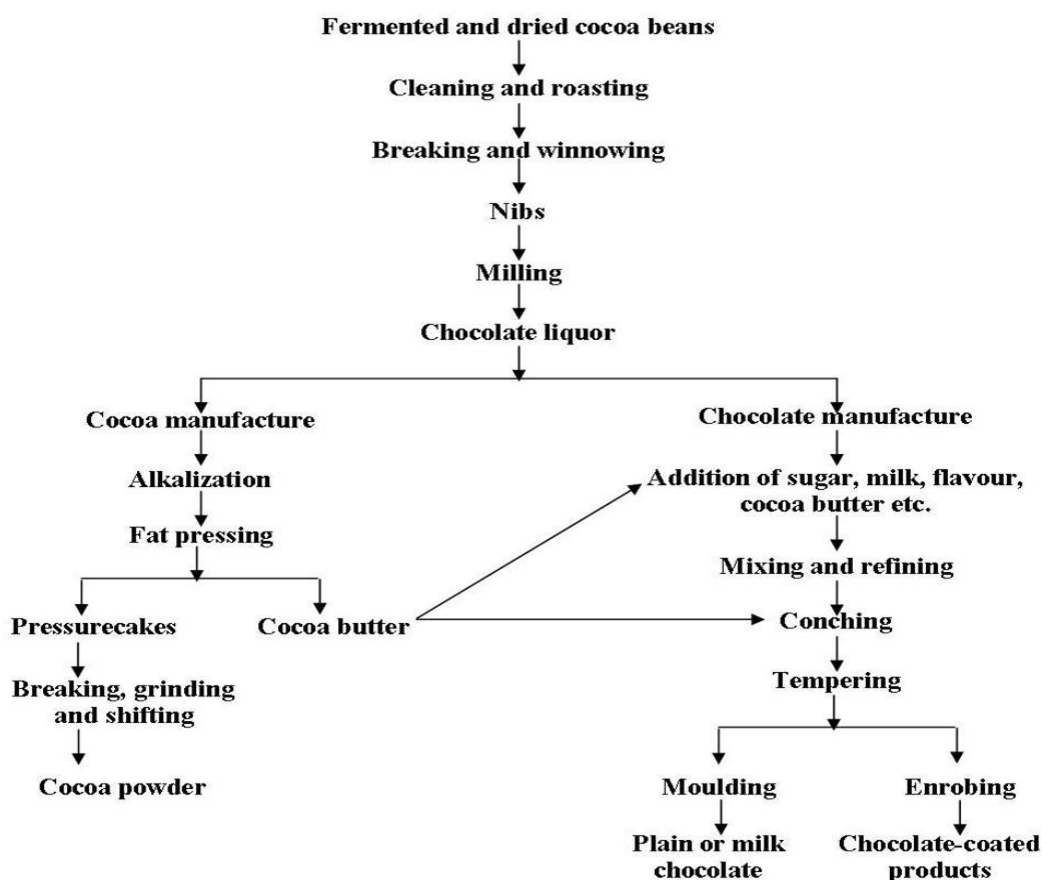 Fermented and dried cocoa beans
Cleaning and roasting
Breaking and winnowing
Nibs
Milling
Chocolate liquor
Cocoa manufacture
Alkalization
Fat pressing
Pressurecakes
Cocoa butter
Breaking, grinding
and shifting
Cocoa powder
Chocolate manufacture
Addition of sugar, milk, flavour,
cocoa butter etc.
Mixing and refining
Conching
Tempering
Moulding
Plain or milk
chocolate
Enrobing
Chocolate-coated
products